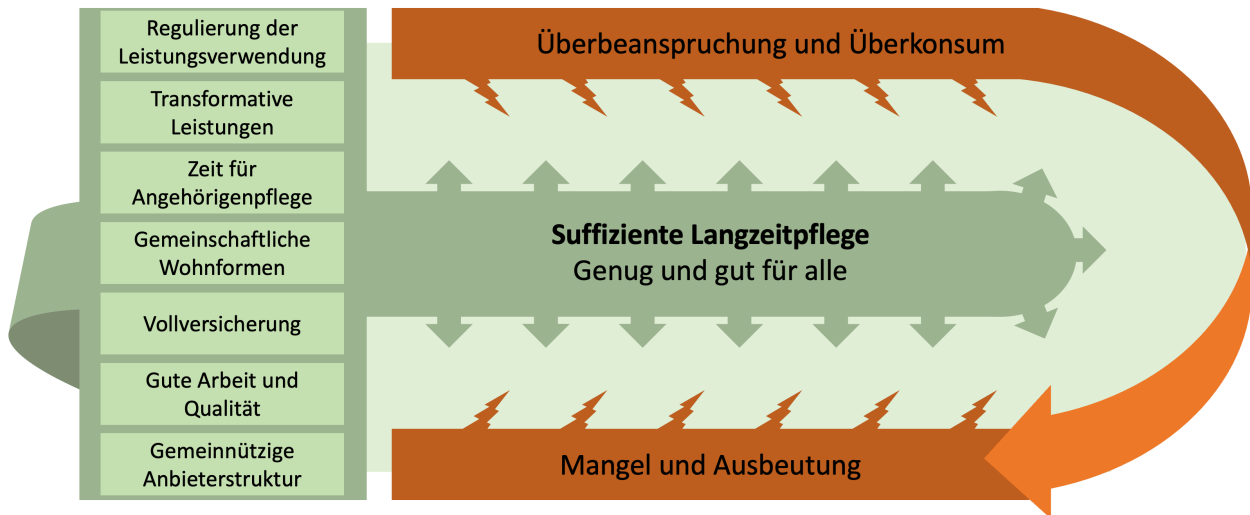 Regulierung der
Leistungsverwendung
Transformative
Leistungen
Zeit für
Angehörigenpflege
Gemeinschaftliche
Wohnformen
Vollversicherung
Gute Arbeit und
Qualität
Gemeinnützige
Anbieterstruktur
Überbeanspruchung und Überkonsum
Suffiziente Langzeitpflege
Genug und gut für alle
Mangel und Ausbeutung